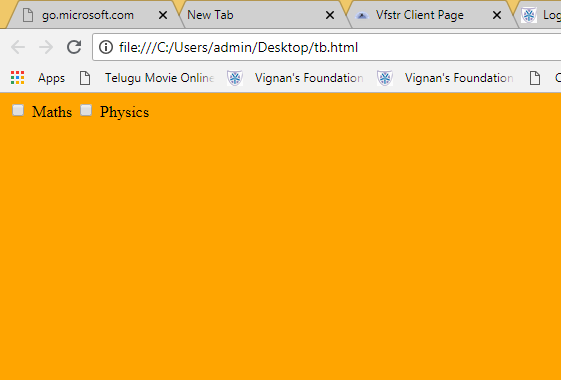 go.microsoft.com New Tab Vfstr Client Page Log
file:///C:/Users/admin/Desktop/tb.html
Apps Telugu Movie Online Vignan's Foundation Vignan's Foundation
Maths Physics